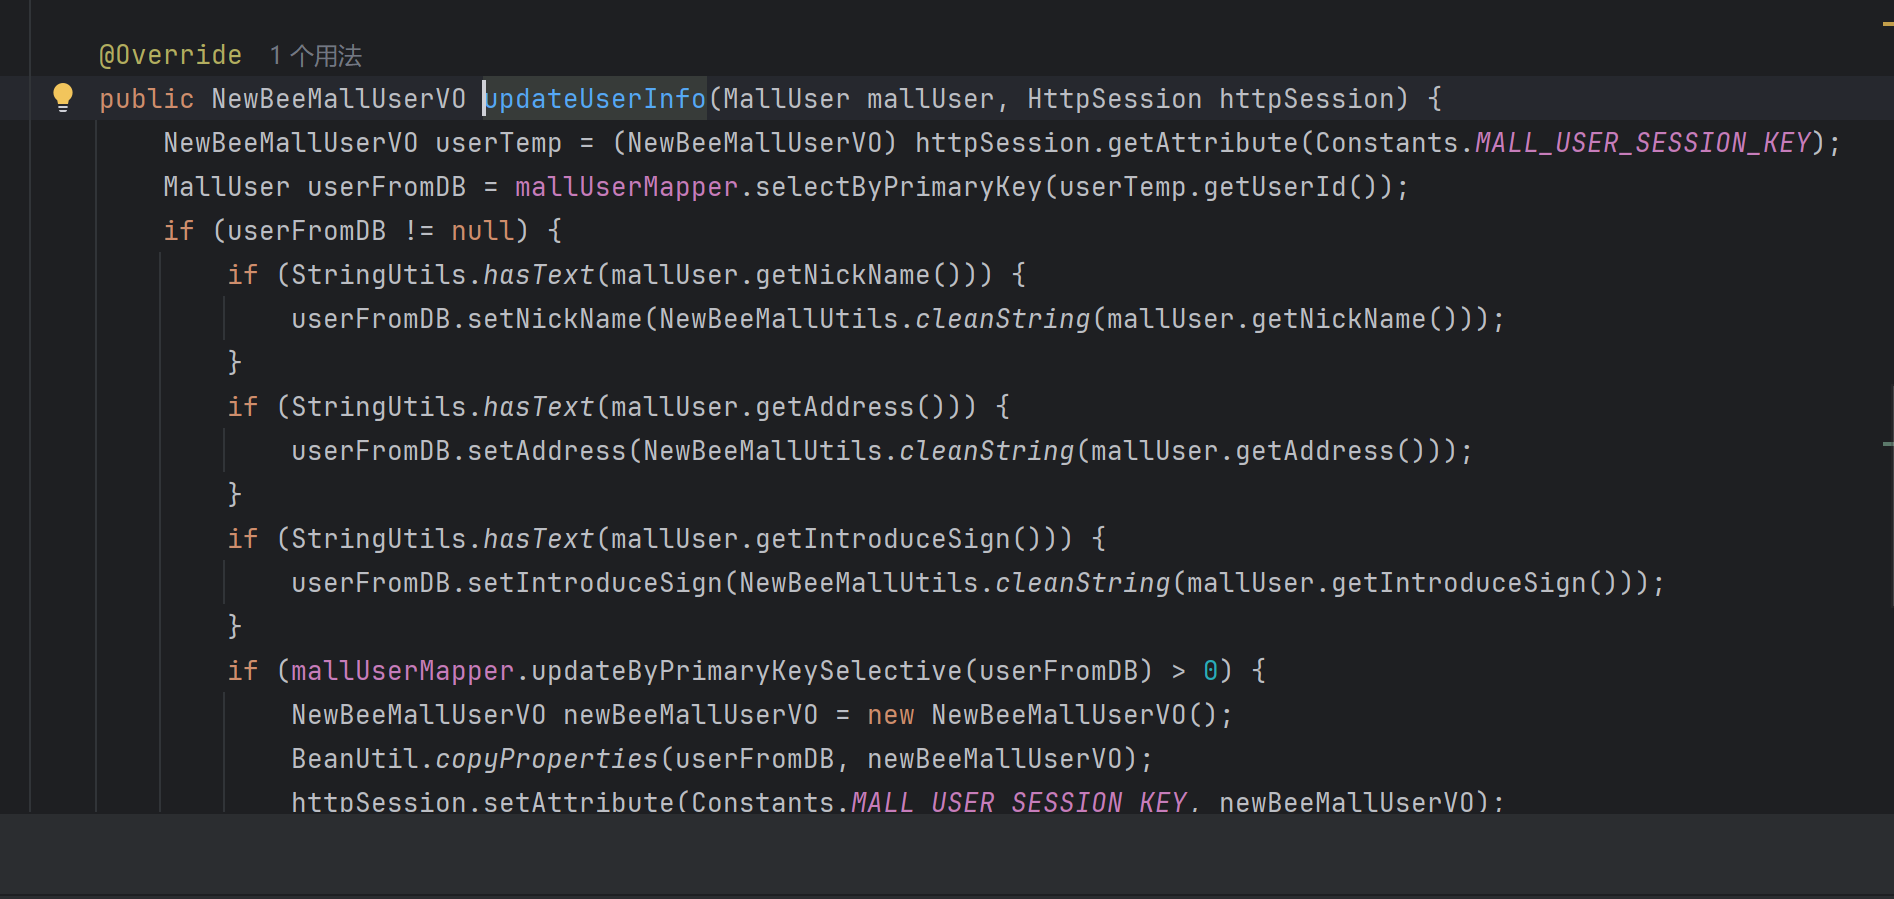 @Override 1 个用法
public NewBeeMallUserVO updateUserInfo(MallUser mallUser, HttpSession httpSession) {
NewBeeMallUserVO userTemp = (NewBeeMallUserVO) httpSession.getAttribute(Constants.MALL_USER_SESSION_KEY);
MallUser userFromDB = mallUserMapper.selectByPrimaryKey(userTemp.getUserId());
if (userFromDB != null) {
if (StringUtils.hasText(mallUser.getNickName())) {
userFromDB.setNickName(NewBeeMallUtils.cleanString(mallUser.getNickName()));
}
if (StringUtils.hasText(mallUser.getAddress())) {
userFromDB.setAddress(NewBeeMallUtils.cleanString(mallUser.getAddress()));
}
if (StringUtils.hasText(mallUser.getIntroduceSign())) {
userFromDB.setIntroduceSign(NewBeeMallUtils.cleanString(mallUser.getIntroduceSign()));
}
if (mallUserMapper.updateByPrimaryKeySelective(userFromDB) > 0) {
NewBeeMallUserVO newBeeMallUserVO = new NewBeeMallUserVO();
BeanUtil.copyProperties(userFromDB, newBeeMallUserVO);
httpSession.setAttribute(Constants.MALL_USER_SESSION_KEY, newBeeMallUserVO);